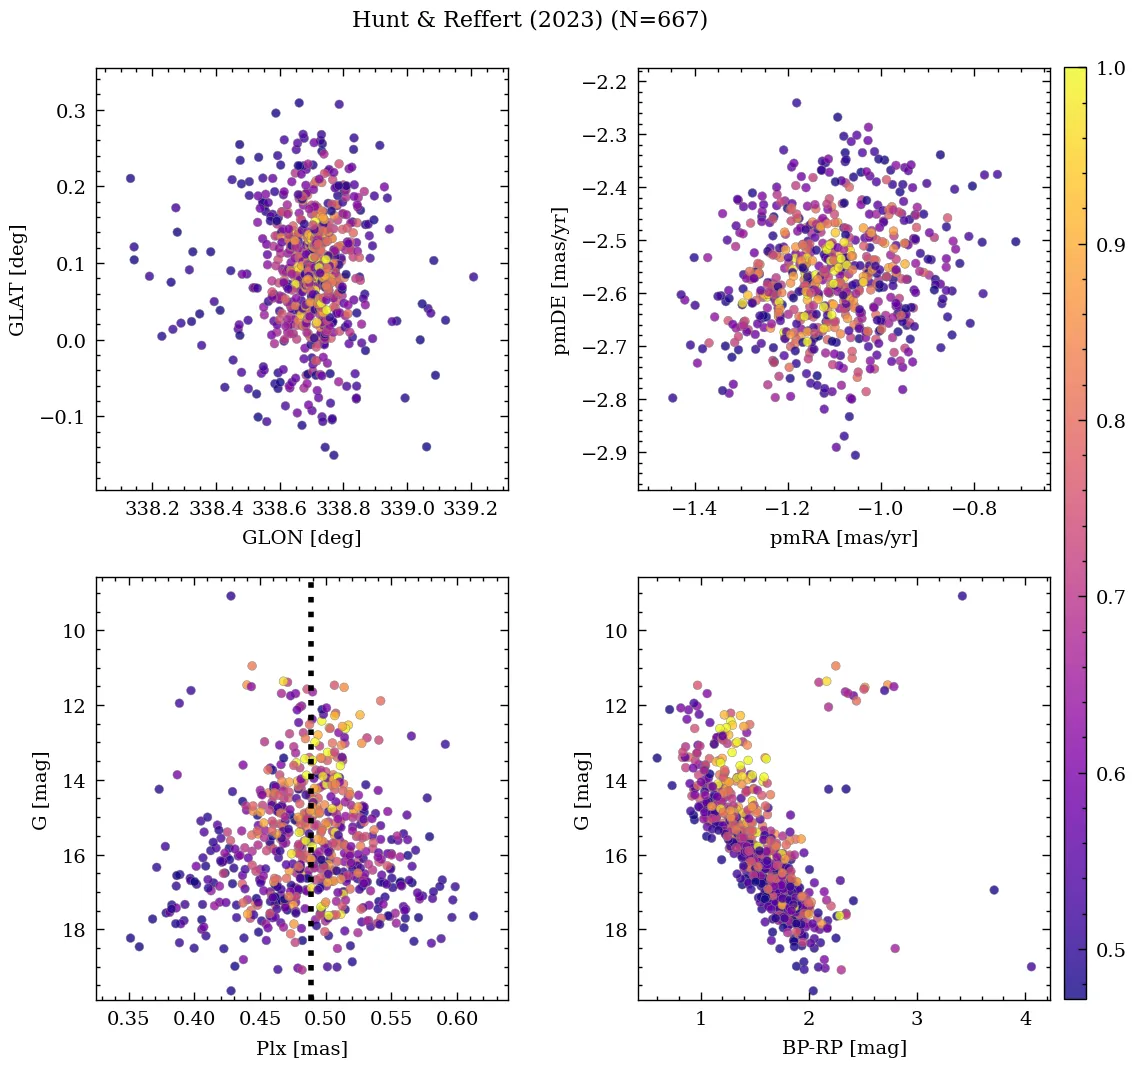 Hunt & Reffert (2023) (N=667)
0.3
0.2
0.1
0.0
−0.1
GLAT [deg]
338.2 338.4 338.6 338.8 339.0 339.2
GLON [deg]
−2.2
−2.3
−2.4
−2.5
−2.6
−2.7
−2.8
−2.9
pmDE [mas/yr]
−1.4 −1.2 −1.0 −0.8
pmRA [mas/yr]
1.0
0.9
0.8
0.7
0.6
0.5
10
12
14
16
18
G [mag]
0.35 0.40 0.45 0.50 0.55 0.60
Plx [mas]
10
12
14
16
18
G [mag]
1 2 3 4
BP-RP [mag]